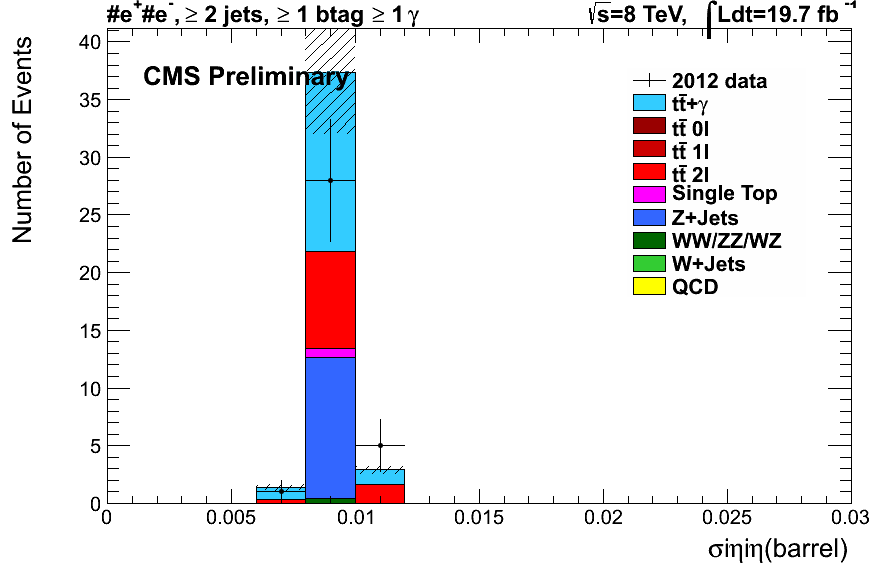 #e⁺#e⁻, ≥ 2 jets, ≥ 1 btag ≥ 1 γ
√s=8 TeV, ∫Ldt=19.7 fb⁻¹
CMS Preliminary
2012 data
tt̄+γ
tt̄ 0l
tt̄ 1l
tt̄ 2l
Single Top
Z+Jets
WW/ZZ/WZ
W+Jets
QCD
Number of Events
40
35
30
25
20
15
10
5
0
0 0.005 0.01 0.015 0.02 0.025 0.03
σiηiη(barrel)